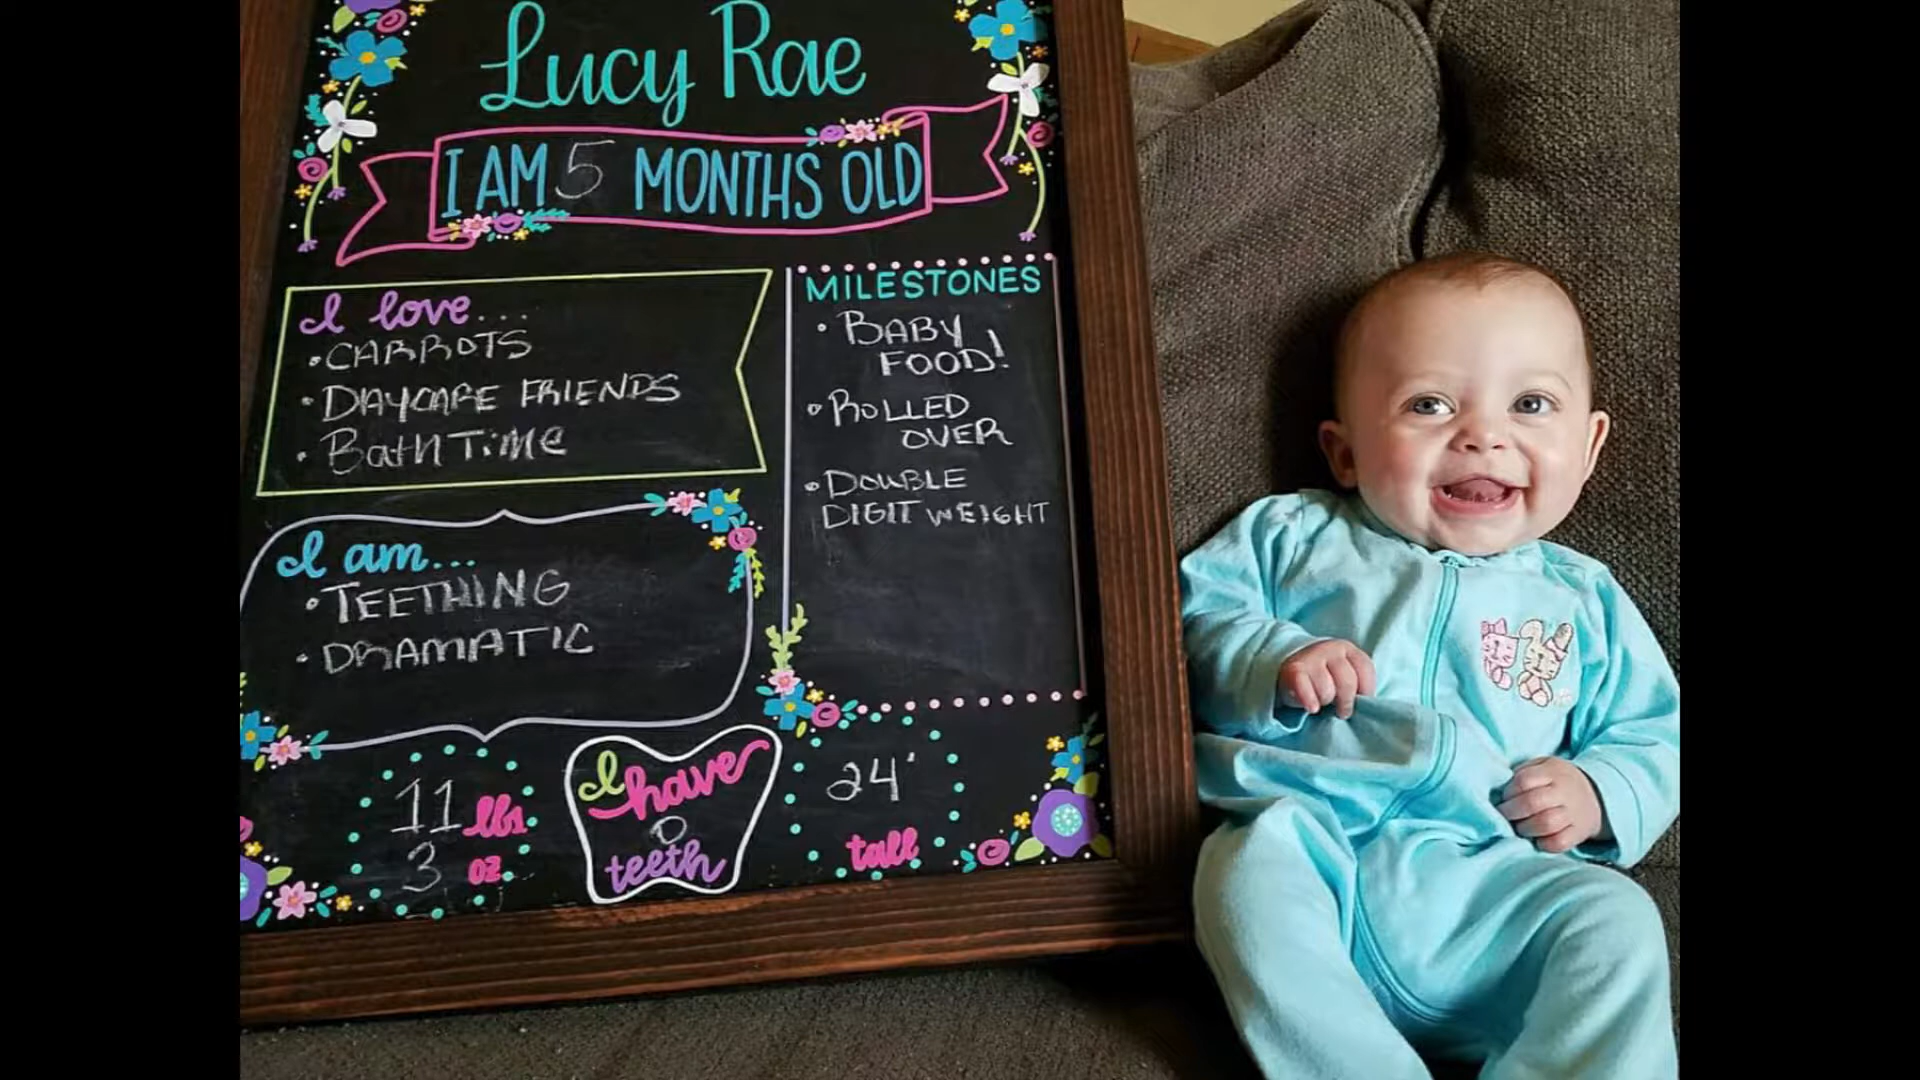 Lucy Rae
I AM 5 MONTHS OLD
I love...
• CARROTS
• DAYCARE FRIENDS
• BathTime
I am...
• TEETHING
• DRAMATIC
MILESTONES
• BABY
FOOD!
• ROLLED
OVER
• DOUBLE
DIGIT WEIGHT
11 lbs.
3 oz.
I have
0
teeth
24'
tall